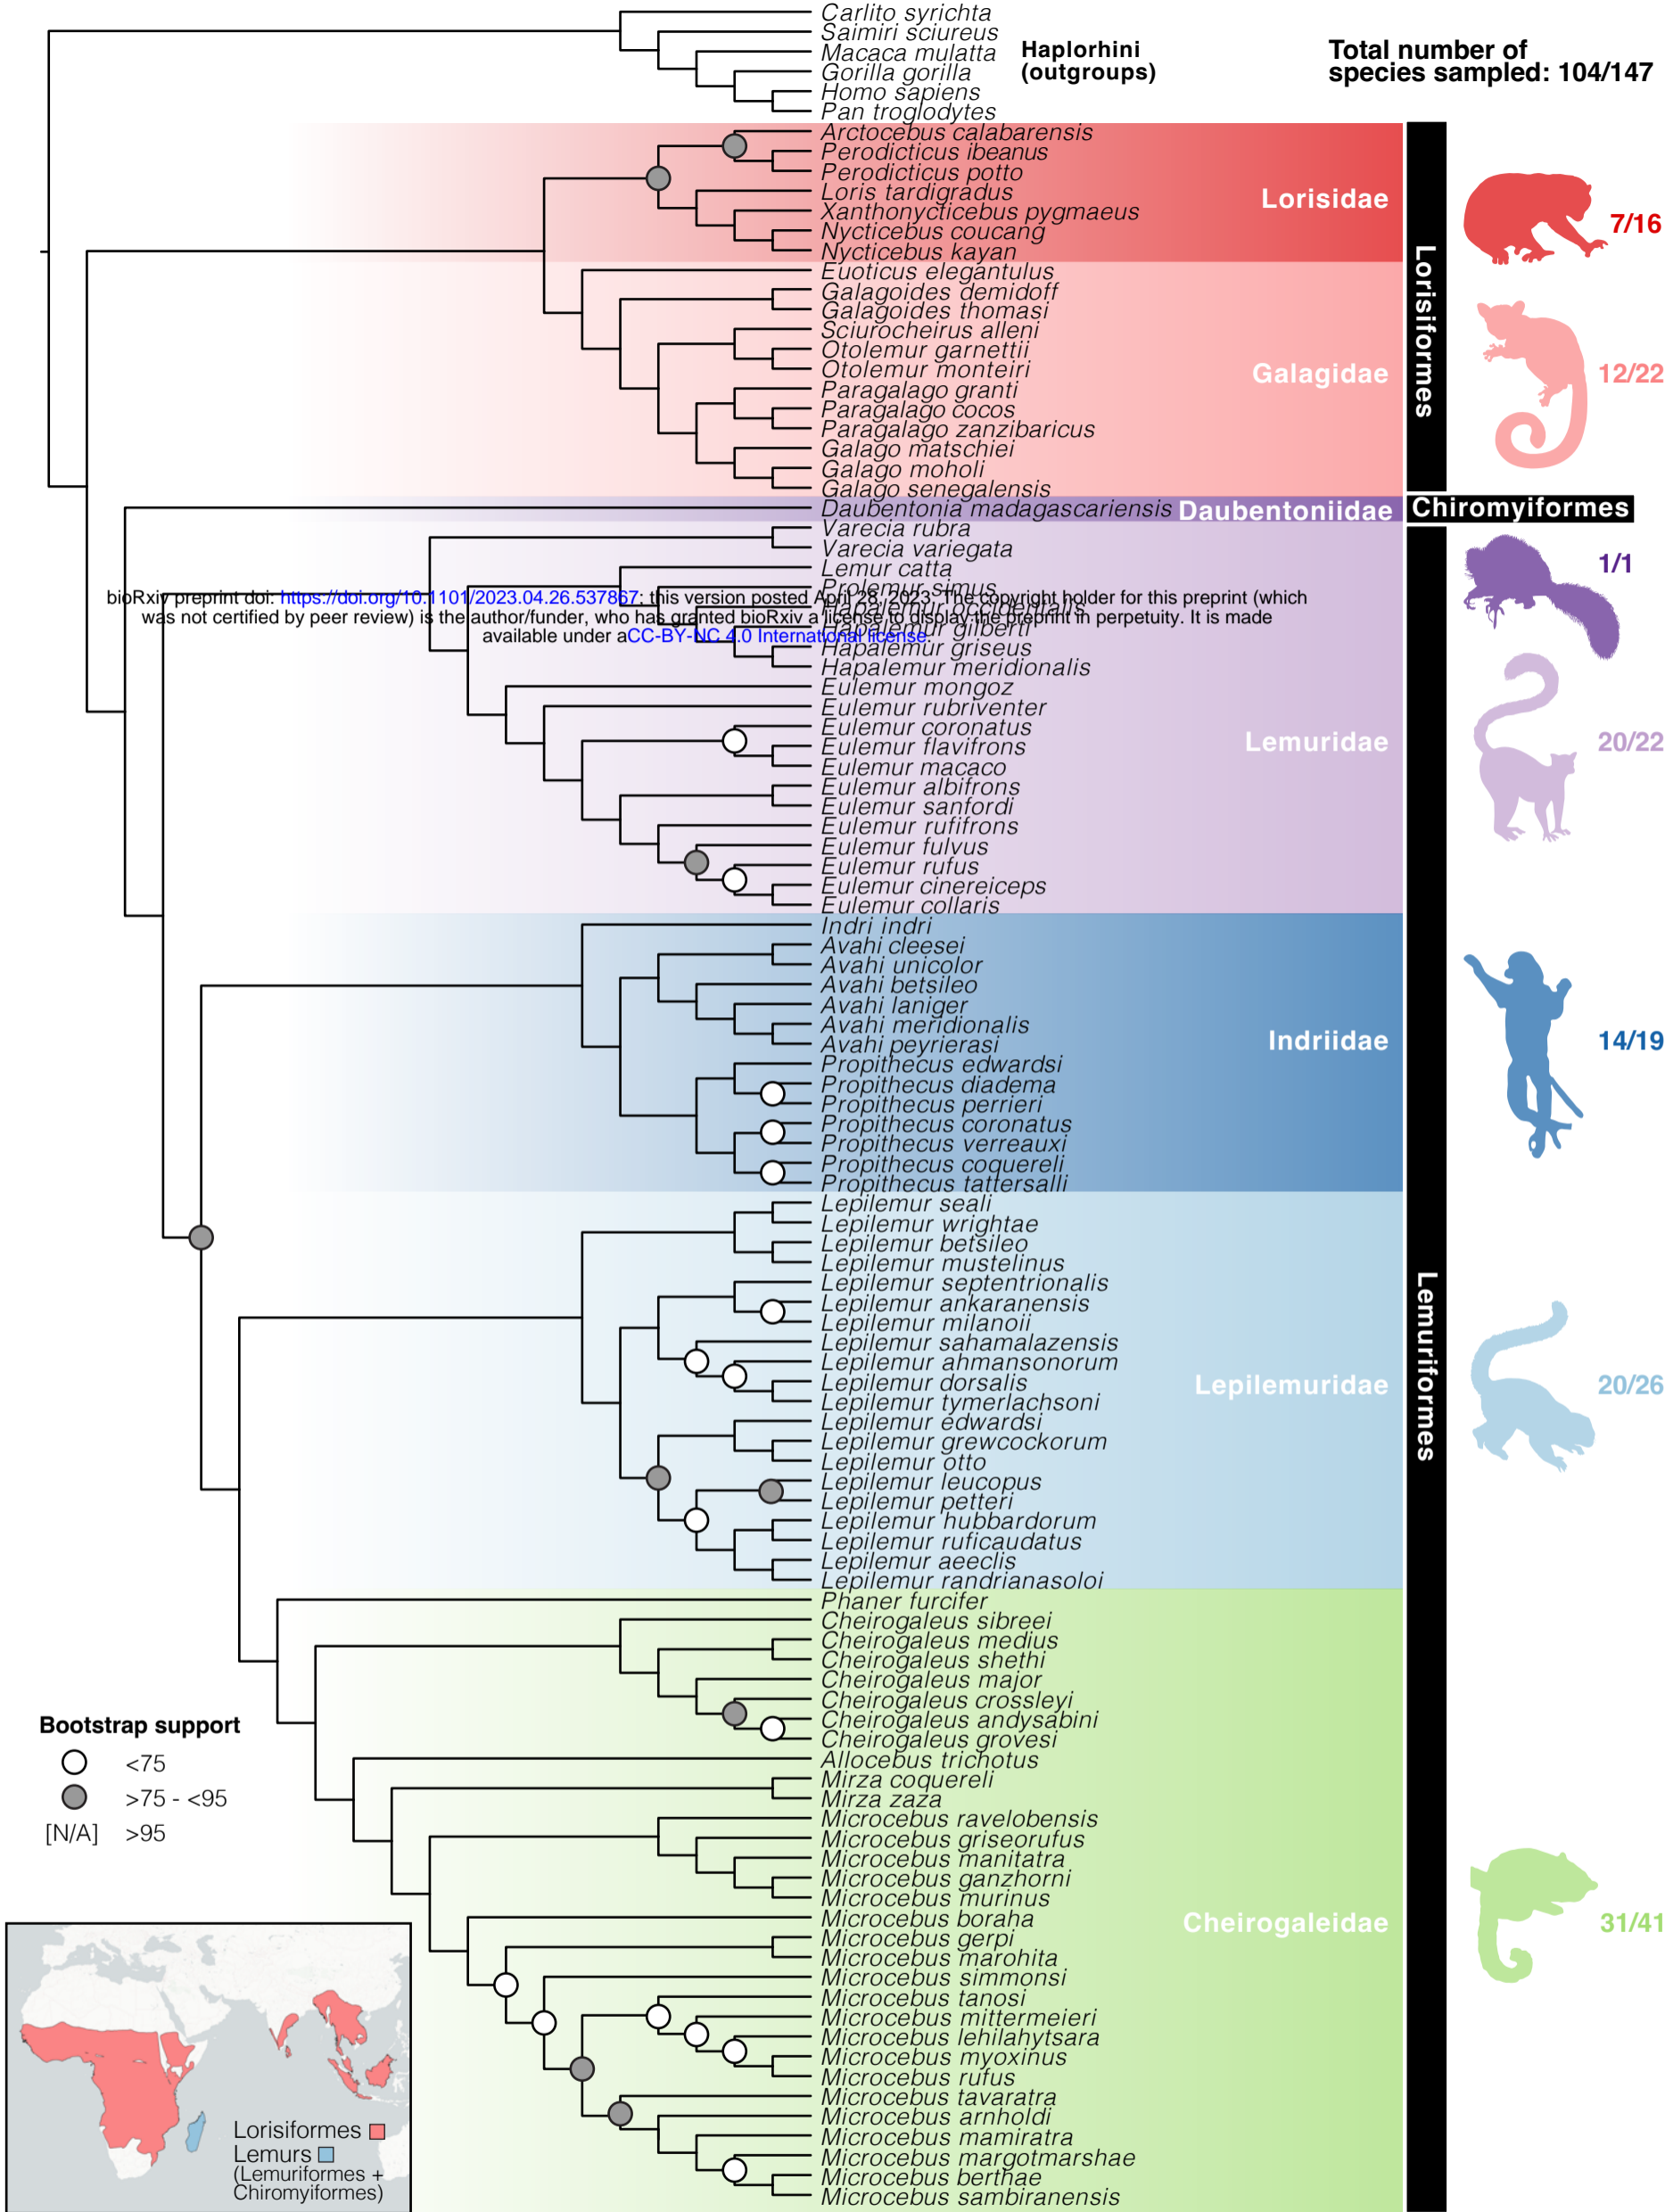 Carlito syrichta
Saimiri sciureus
Macaca mulatta
Gorilla gorilla
Homo sapiens
Pan troglodytes
Haplorhini
(outgroups)
Total number of
species sampled: 104/147
Arctocebus calabarensis
Perodicticus ibeanus
Perodicticus potto
Loris tardigradus
Xanthonycticebus pygmaeus
Nycticebus coucang
Nycticebus kayan
Lorisidae
7/16
Euoticus elegantulus
Galagoides demidoff
Galagoides thomasi
Sciurocheirus alleni
Otolemur garnettii
Otolemur monteiri
Paragalago granti
Paragalago cocos
Paragalago zanzibaricus
Galago matschiei
Galago moholi
Galago senegalensis
Galagidae
12/22
Lorisiformes
Daubentonia madagascariensis
Daubentoniidae
Chiromyiformes
1/1
Varecia rubra
Varecia variegata
Lemur catta
Prolemur simus
bioRxiv preprint doi: https://doi.org/10.1101/2023.04.26.537867; this version posted April 28, 2023. The copyright holder for this preprint (which
Hapalemur occidentalis
was not certified by peer review) is the author/funder, who has granted bioRxiv a license to display the preprint in perpetuity. It is made
Hapalemur gilberti
available under aCC-BY-NC 4.0 International license.
Hapalemur griseus
Hapalemur meridionalis
Eulemur mongoz
Eulemur rubriventer
Eulemur coronatus
Eulemur flavifrons
Eulemur macaco
Eulemur albifrons
Eulemur sanfordi
Eulemur rufifrons
Eulemur fulvus
Eulemur rufus
Eulemur cinereiceps
Eulemur collaris
Lemuridae
20/22
Indri indri
Avahi cleesei
Avahi unicolor
Avahi betsileo
Avahi laniger
Avahi meridionalis
Avahi peyrierasi
Propithecus edwardsi
Propithecus diadema
Propithecus perrieri
Propithecus coronatus
Propithecus verreauxi
Propithecus coquereli
Propithecus tattersalli
Indriidae
14/19
Lepilemur seali
Lepilemur wrightae
Lepilemur betsileo
Lepilemur mustelinus
Lepilemur septentrionalis
Lepilemur ankaranensis
Lepilemur milanoii
Lepilemur sahamalazensis
Lepilemur ahmansonorum
Lepilemur dorsalis
Lepilemur tymerlachsoni
Lepilemur edwardsi
Lepilemur grewcockorum
Lepilemur otto
Lepilemur leucopus
Lepilemur petteri
Lepilemur hubbardorum
Lepilemur ruficaudatus
Lepilemur aeeclis
Lepilemur randrianasoloi
Lepilemuridae
20/26
Lemuriformes
Phaner furcifer
Cheirogaleus sibreei
Cheirogaleus medius
Cheirogaleus shethi
Cheirogaleus major
Cheirogaleus crossleyi
Cheirogaleus andysabini
Cheirogaleus grovesi
Allocebus trichotus
Mirza coquereli
Mirza zaza
Microcebus ravelobensis
Microcebus griseorufus
Microcebus manitatra
Microcebus ganzhorni
Microcebus murinus
Microcebus boraha
Microcebus gerpi
Microcebus marohita
Microcebus simmonsi
Microcebus tanosi
Microcebus mittermeieri
Microcebus lehilahytsara
Microcebus myoxinus
Microcebus rufus
Microcebus tavaratra
Microcebus arnholdi
Microcebus mamiratra
Microcebus margotmarshae
Microcebus berthae
Microcebus sambiranensis
Cheirogaleidae
31/41
Bootstrap support
<75
>75 - <95
[N/A] >95
Lorisiformes
Lemurs
(Lemuriformes +
Chiromyiformes)